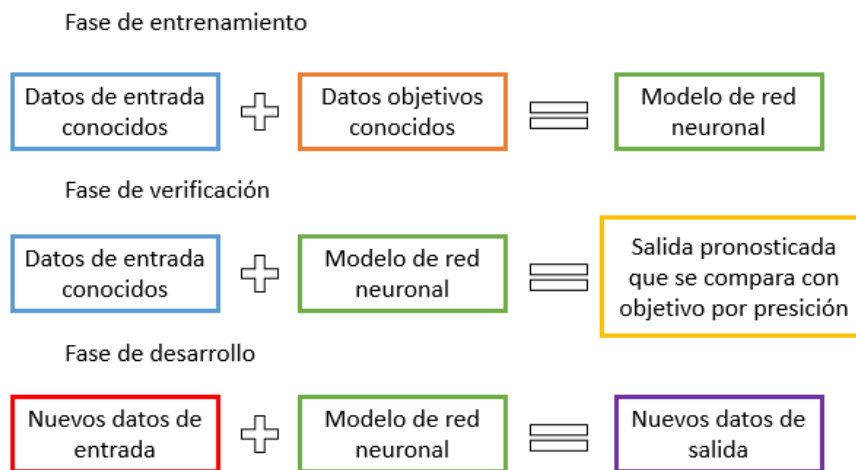 Fase de entrenamiento
Datos de entrada
conocidos
Datos objetivos
conocidos
Modelo de red
neuronal
Fase de verificación
Datos de entrada
conocidos
Modelo de red
neuronal
Salida pronosticada
que se compara con
objetivo por presición
Fase de desarrollo
Nuevos datos de
entrada
Modelo de red
neuronal
Nuevos datos de
salida